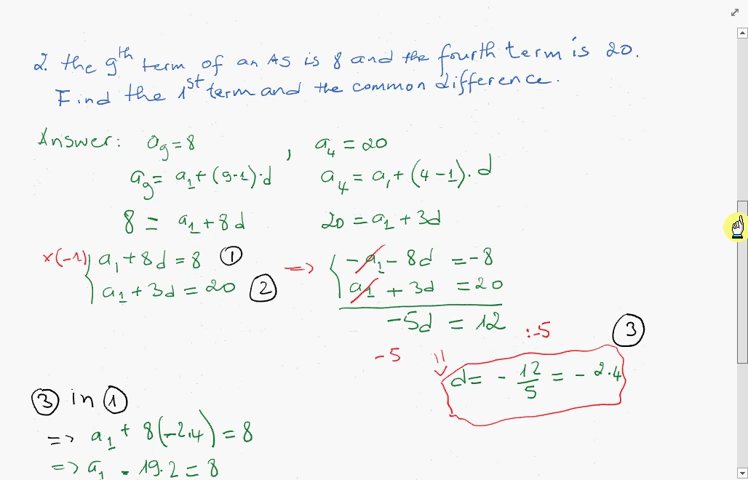 2. the 9th term of an AS is 8 and the fourth term is 20.
Find the 1st term and the common difference.
Answer: a9=8 , a4=20
a9= a1+(9-1)·d a4=a1+(4-1)·d
8 = a1+8d 20=a1+3d
×(-1) a1+8d=8 ① => -a1-8d =-8
a1+3d=20 ② a1+3d =20
-5d = 12
-5 :-5 ③
d= - 12/5 = -2.4
③ in ①
=> a1+8(-2.4)=8
=> a1 - 19.2=8